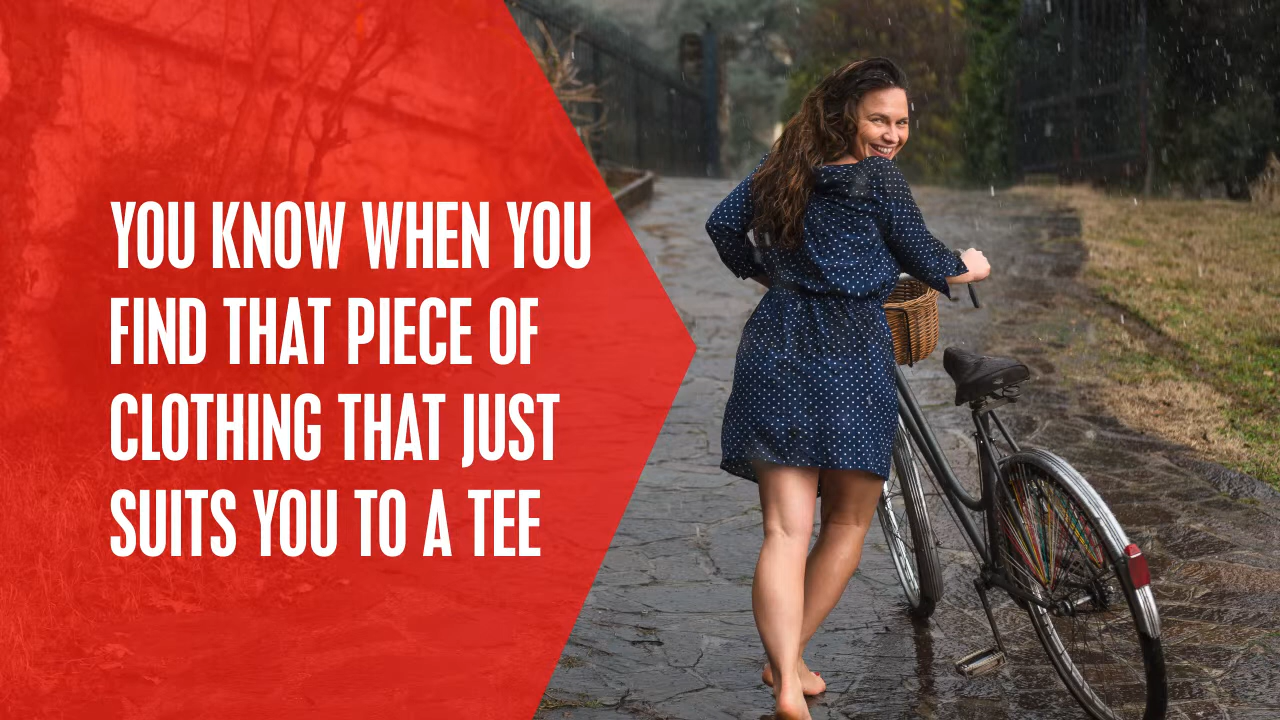 YOU KNOW WHEN YOU
FIND THAT PIECE OF
CLOTHING THAT JUST
SUITS YOU TO A TEE